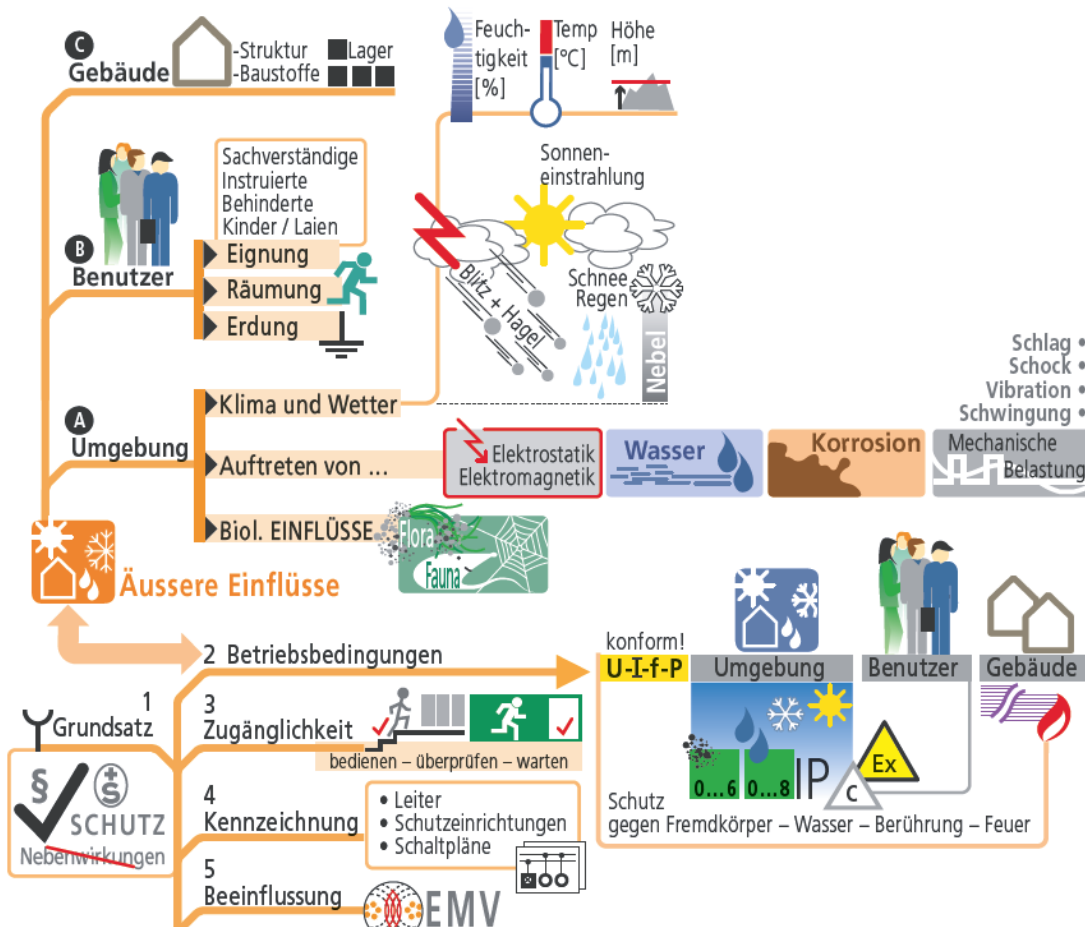 C
Gebäude
-Struktur
-Baustoffe
Lager
Feuch-
tigkeit
[%]
Temp
[°C]
Höhe
[m]
Sachverständige
Instruierte
Behinderte
Kinder / Laien
B
Benutzer
Eignung
Räumung
Erdung
Sonnen-
einstrahlung
Blitz + Hagel
Schnee
Regen
Nebel
A
Umgebung
Klima und Wetter
Auftreten von ...
Biol. EINFLÜSSE
Schlag •
Schock •
Vibration •
Schwingung •
Elektrostatik
Elektromagnetik
Wasser
Korrosion
Mechanische
Belastung
Flora
Fauna
Äussere Einflüsse
1
Grundsatz
§
S
SCHUTZ
Nebenwirkungen
2 Betriebsbedingungen
3
Zugänglichkeit
bedienen – überprüfen – warten
4
Kennzeichnung
• Leiter
• Schutzeinrichtungen
• Schaltpläne
5
Beeinflussung
EMV
konform!
U-I-f-P
Umgebung
Benutzer
Gebäude
0...6
0...8
IP
C
Ex
Schutz
gegen Fremdkörper – Wasser – Berührung – Feuer